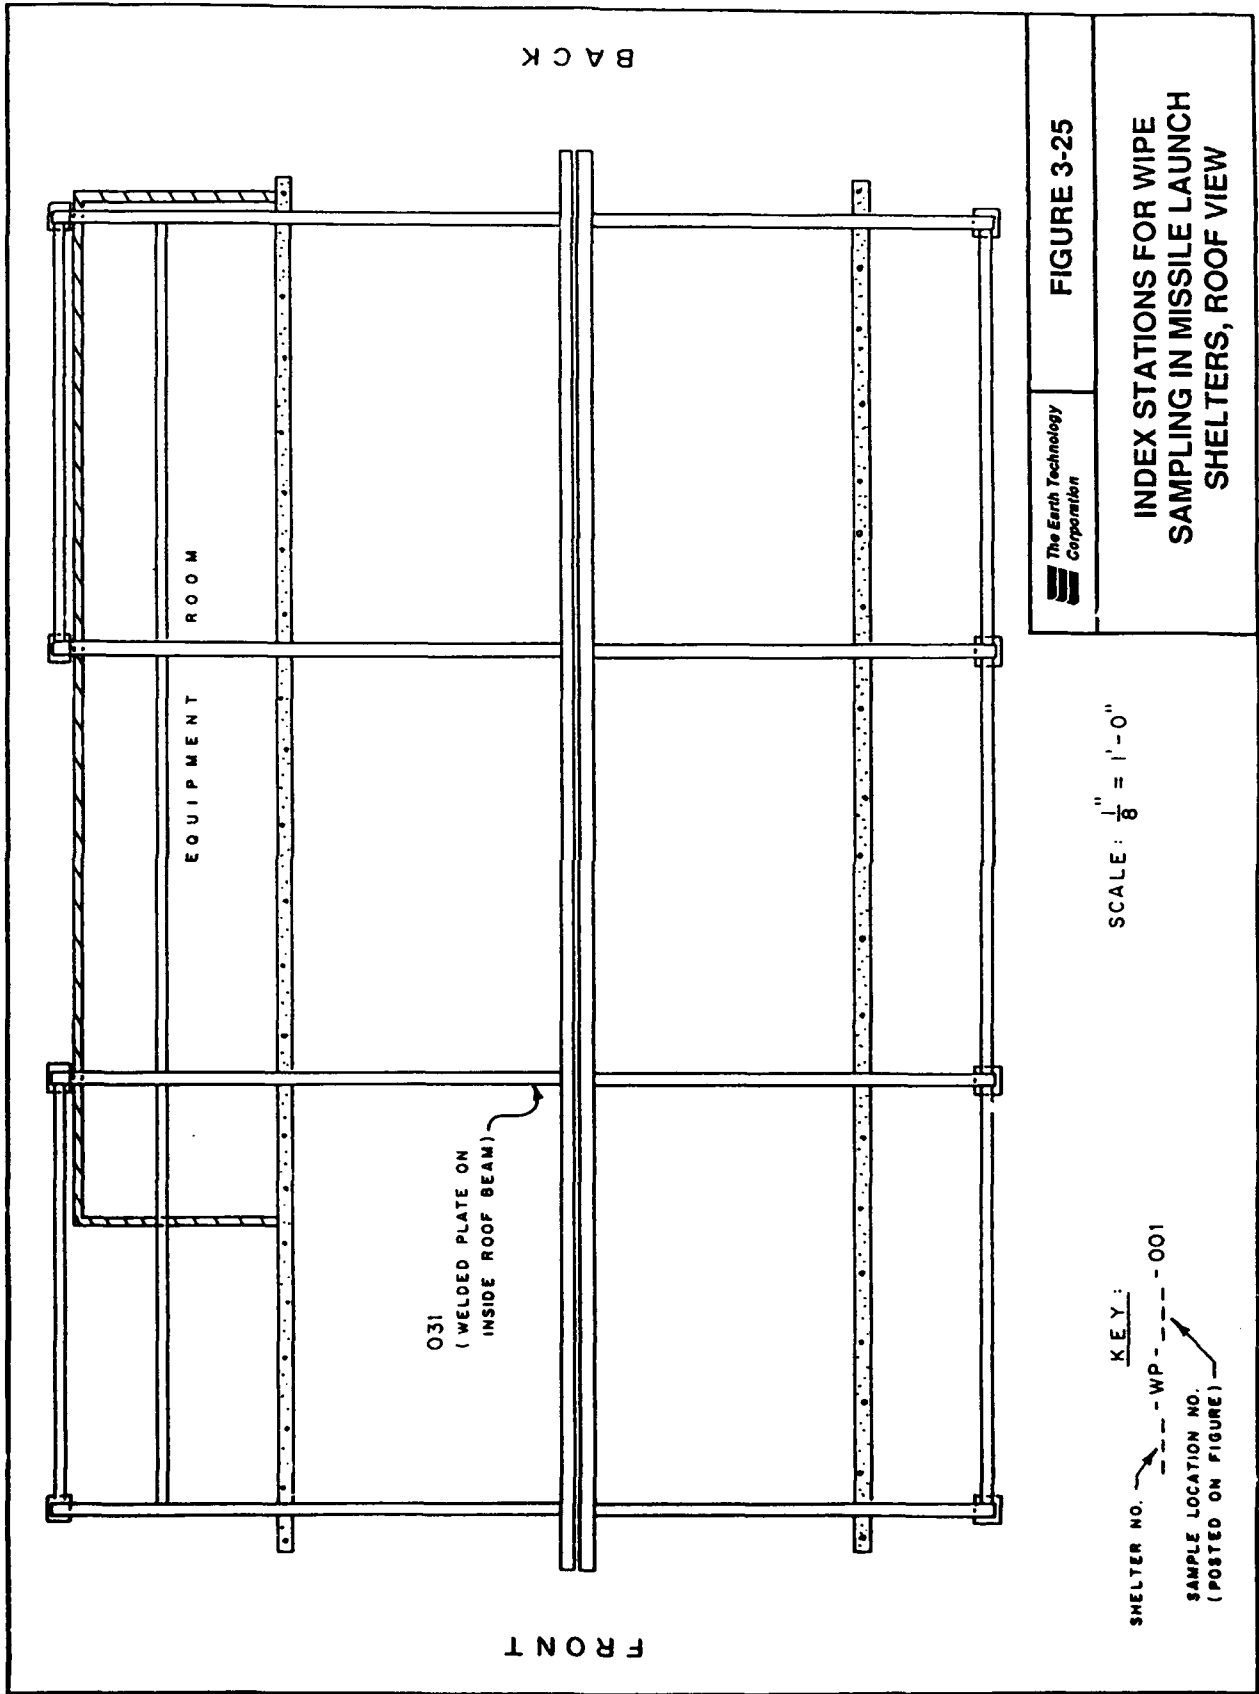 FRONT
BACK
EQUIPMENT ROOM
031
(WELDED PLATE ON
INSIDE ROOF BEAM)
KEY:
SHELTER NO.
___-WP-___-001
SAMPLE LOCATION NO.
(POSTED ON FIGURE)
SCALE: 1/8" = 1'-0"
The Earth Technology
Corporation
FIGURE 3-25
INDEX STATIONS FOR WIPE
SAMPLING IN MISSILE LAUNCH
SHELTERS, ROOF VIEW